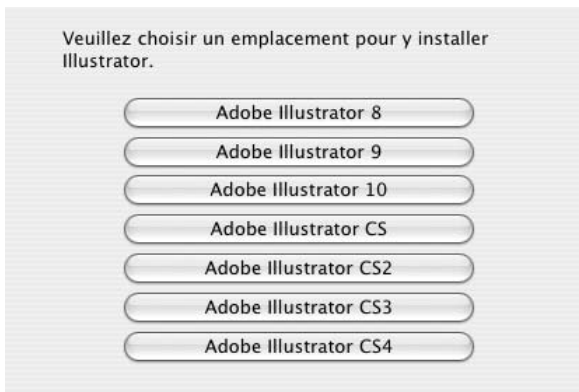 Veuillez choisir un emplacement pour y installer
Illustrator.
Adobe Illustrator 8
Adobe Illustrator 9
Adobe Illustrator 10
Adobe Illustrator CS
Adobe Illustrator CS2
Adobe Illustrator CS3
Adobe Illustrator CS4